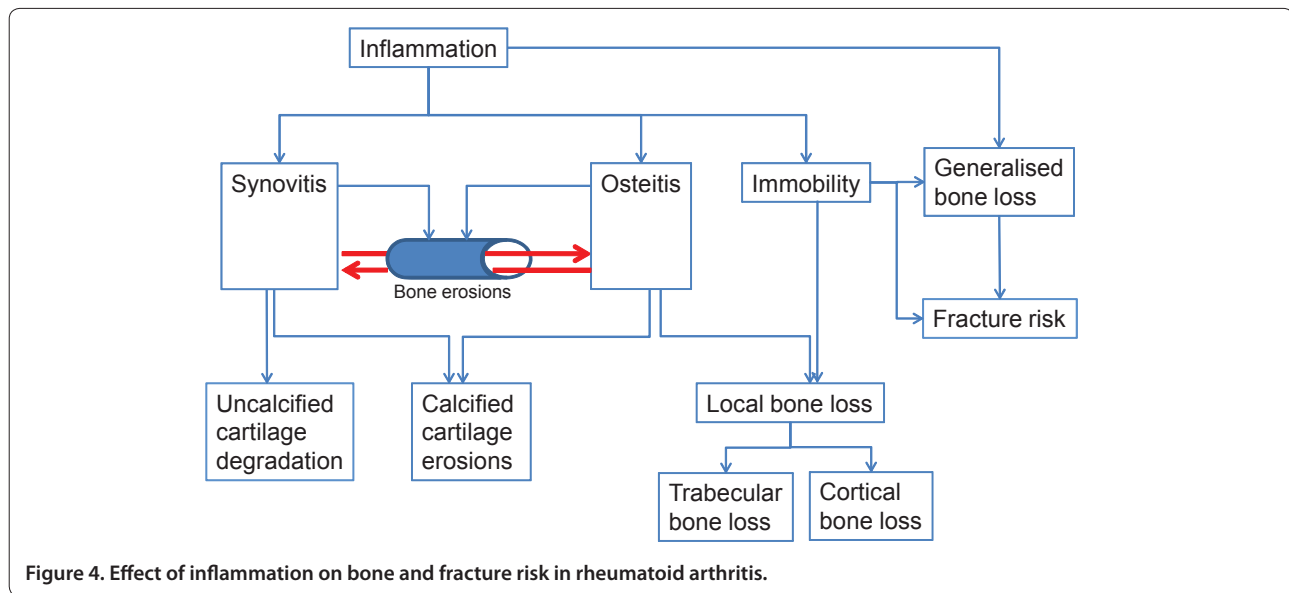 Inflammation
Synovitis
Osteitis
Immobility
Generalised
bone loss
Bone erosions
Fracture risk
Uncalcified
cartilage
degradation
Calcified
cartilage
erosions
Local bone loss
Trabecular
bone loss
Cortical
bone loss
Figure 4. Effect of inflammation on bone and fracture risk in rheumatoid arthritis.